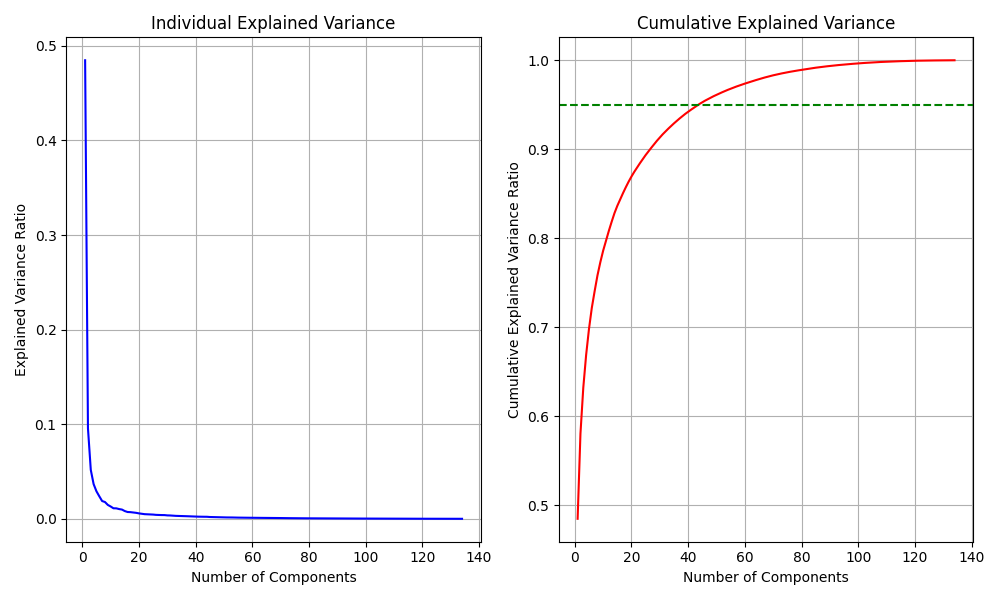 Individual Explained Variance
Explained Variance Ratio
0.5
0.4
0.3
0.2
0.1
0.0
0 20 40 60 80 100 120 140
Number of Components
Cumulative Explained Variance
Cumulative Explained Variance Ratio
1.0
0.9
0.8
0.7
0.6
0.5
0 20 40 60 80 100 120 140
Number of Components